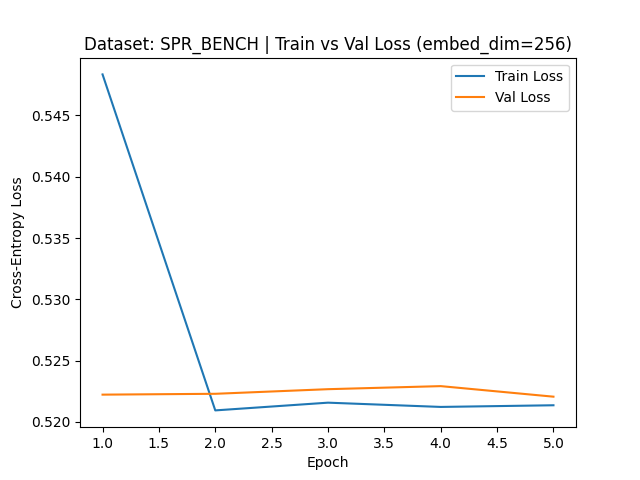 Dataset: SPR_BENCH | Train vs Val Loss (embed_dim=256)
Train Loss
Val Loss
Cross-Entropy Loss
0.545
0.540
0.535
0.530
0.525
0.520
1.0 1.5 2.0 2.5 3.0 3.5 4.0 4.5 5.0
Epoch